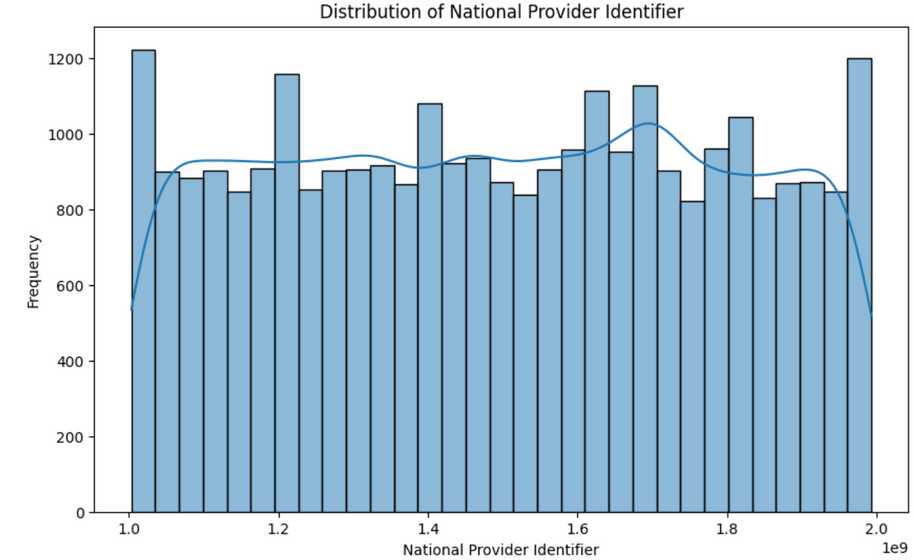 Distribution of National Provider Identifier
1200
1000
800
600
400
200
0
Frequency
1.0 1.2 1.4 1.6 1.8 2.0
1e9
National Provider Identifier